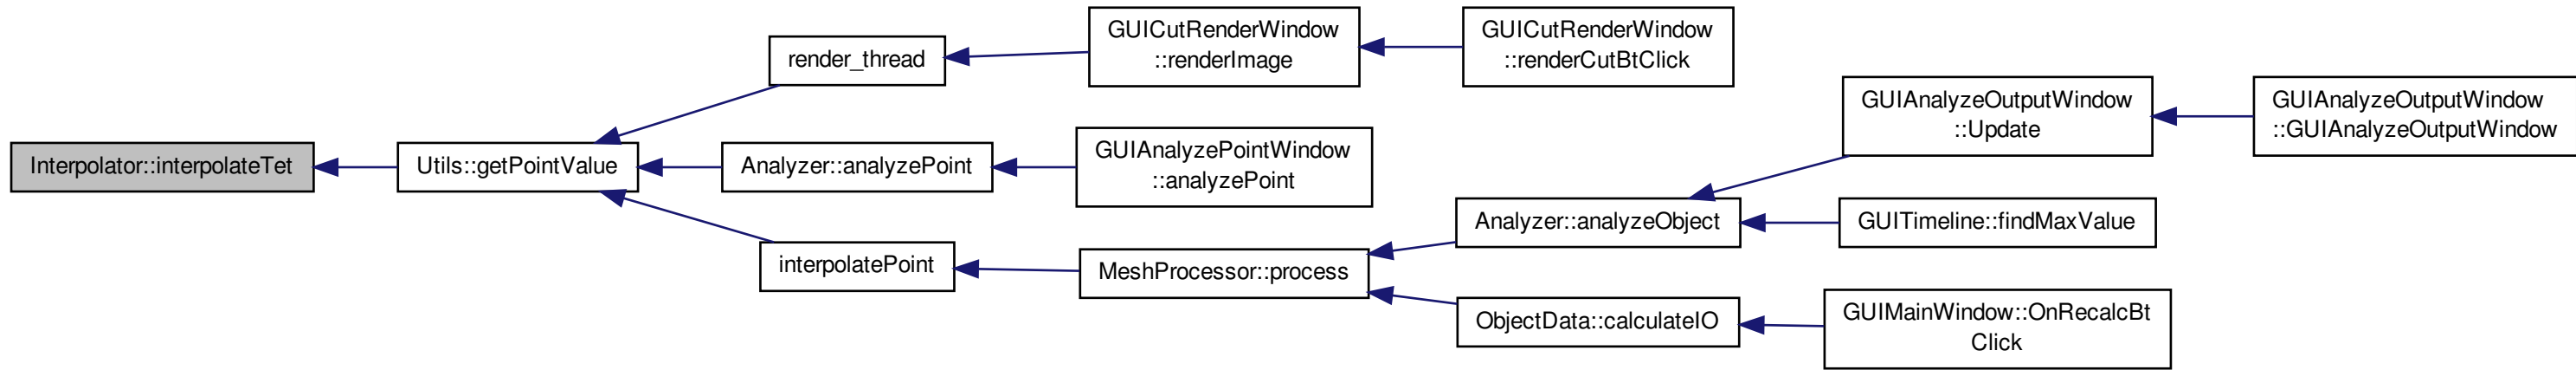 Interpolator::interpolateTet
Utils::getPointValue
render_thread
GUICutRenderWindow
::renderImage
GUICutRenderWindow
::renderCutBtClick
Analyzer::analyzePoint
GUIAnalyzePointWindow
::analyzePoint
interpolatePoint
MeshProcessor::process
Analyzer::analyzeObject
GUIAnalyzeOutputWindow
::Update
GUIAnalyzeOutputWindow
::GUIAnalyzeOutputWindow
GUITimeline::findMaxValue
ObjectData::calculateIO
GUIMainWindow::OnRecalcBt
Click